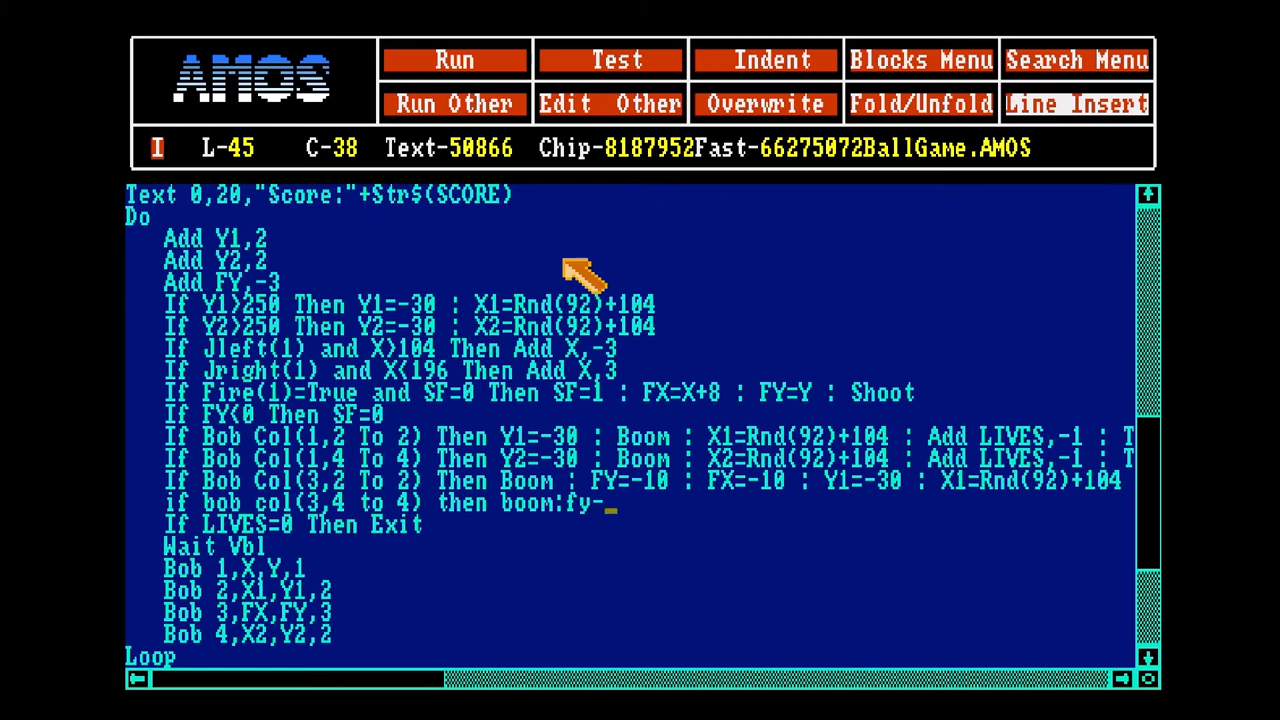 AMOS
Run Test Indent Blocks Menu Search Menu
Run Other Edit Other Overwrite Fold/Unfold Line Insert
I L-45 C-38 Text-50866 Chip-8187952Fast-66275072BallGame.AMOS
Text 0,20,"Score:"+Str$(SCORE)
Do
Add Y1,2
Add Y2,2
Add FY,-3
If Y1>250 Then Y1=-30 : X1=Rnd(92)+104
If Y2>250 Then Y2=-30 : X2=Rnd(92)+104
If Jleft(1) and X>104 Then Add X,-3
If Jright(1) and X<196 Then Add X,3
If Fire(1)=True and SF=0 Then SF=1 : FX=X+8 : FY=Y : Shoot
If FY<0 Then SF=0
If Bob Col(1,2 To 2) Then Y1=-30 : Boom : X1=Rnd(92)+104 : Add LIVES,-1 : T
If Bob Col(1,4 To 4) Then Y2=-30 : Boom : X2=Rnd(92)+104 : Add LIVES,-1 : T
If Bob Col(3,2 To 2) Then Boom : FY=-10 : FX=-10 : Y1=-30 : X1=Rnd(92)+104
if bob col(3,4 to 4) then boom:fy-_
If LIVES=0 Then Exit
Wait Vbl
Bob 1,X,Y,1
Bob 2,X1,Y1,2
Bob 3,FX,FY,3
Bob 4,X2,Y2,2
Loop